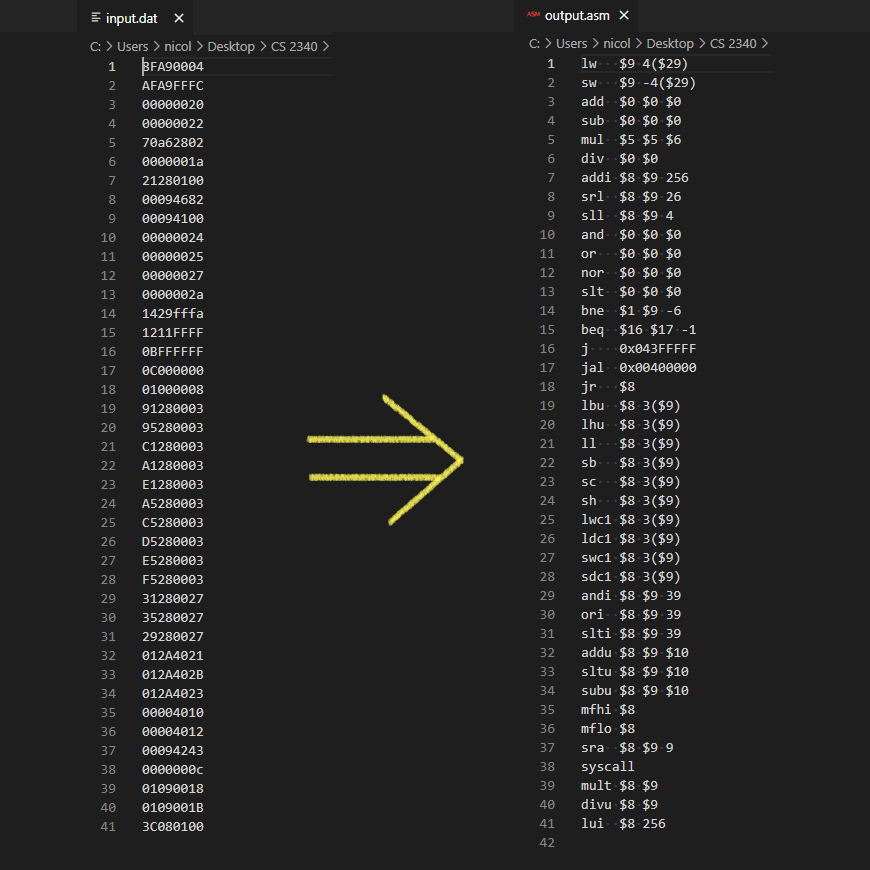 input.dat
C: > Users > nicol > Desktop > CS 2340 >
1 8FA90004
2 AFA9FFFC
3 00000020
4 00000022
5 70a62802
6 0000001a
7 21280100
8 00094682
9 00094100
10 00000024
11 00000025
12 00000027
13 0000002a
14 1429fffa
15 1211FFFF
16 0BFFFFFF
17 0C000000
18 01000008
19 91280003
20 95280003
21 C1280003
22 A1280003
23 E1280003
24 A5280003
25 C5280003
26 D5280003
27 E5280003
28 F5280003
29 31280027
30 35280027
31 29280027
32 012A4021
33 012A402B
34 012A4023
35 00004010
36 00004012
37 00094243
38 0000000c
39 01090018
40 0109001B
41 3C080100
ASM output.asm
C: > Users > nicol > Desktop > CS 2340 >
1 lw $9 4($29)
2 sw $9 -4($29)
3 add $0 $0 $0
4 sub $0 $0 $0
5 mul $5 $5 $6
6 div $0 $0
7 addi $8 $9 256
8 srl $8 $9 26
9 sll $8 $9 4
10 and $0 $0 $0
11 or $0 $0 $0
12 nor $0 $0 $0
13 slt $0 $0 $0
14 bne $1 $9 -6
15 beq $16 $17 -1
16 j 0x043FFFFF
17 jal 0x00400000
18 jr $8
19 lbu $8 3($9)
20 lhu $8 3($9)
21 ll $8 3($9)
22 sb $8 3($9)
23 sc $8 3($9)
24 sh $8 3($9)
25 lwc1 $8 3($9)
26 ldc1 $8 3($9)
27 swc1 $8 3($9)
28 sdc1 $8 3($9)
29 andi $8 $9 39
30 ori $8 $9 39
31 slti $8 $9 39
32 addu $8 $9 $10
33 sltu $8 $9 $10
34 subu $8 $9 $10
35 mfhi $8
36 mflo $8
37 sra $8 $9 9
38 syscall
39 mult $8 $9
40 divu $8 $9
41 lui $8 256
42